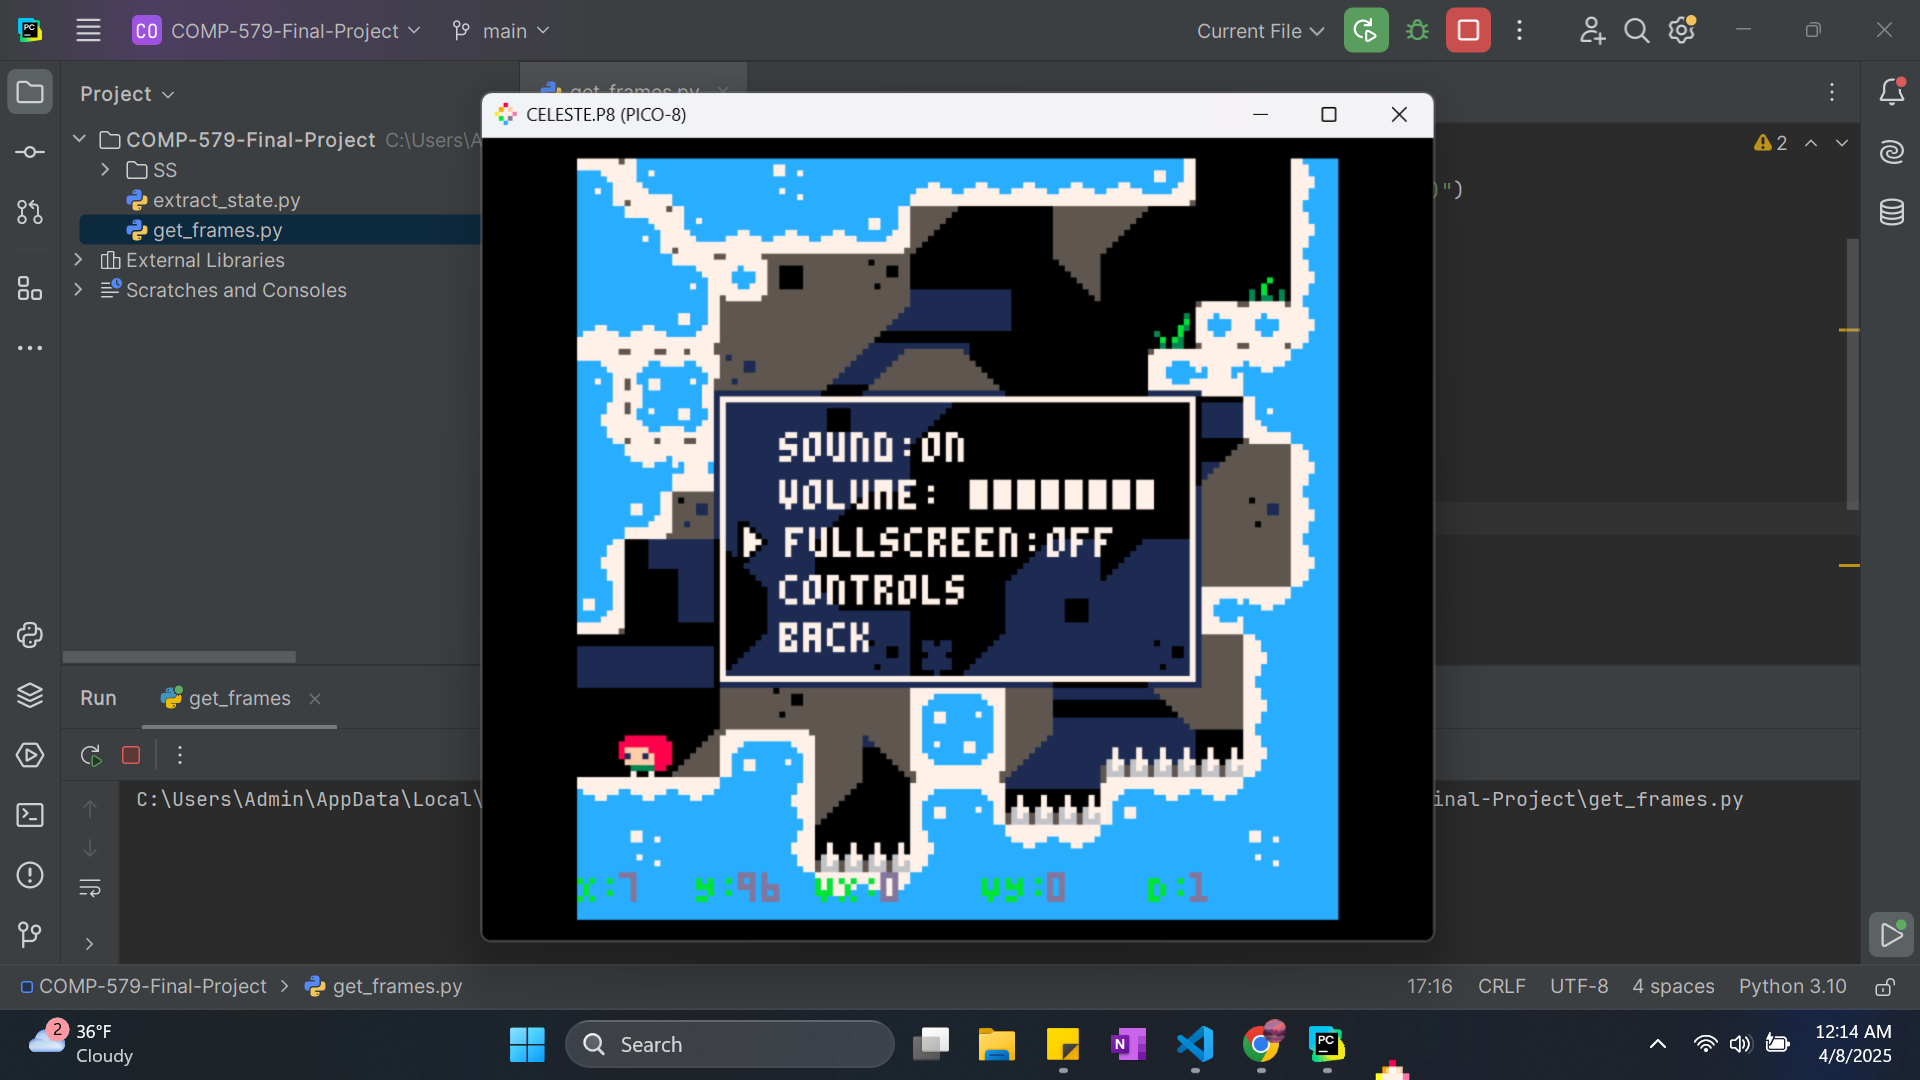 PC
CO COMP-579-Final-Project
main
Current File
Project
get_frames.py
CELESTE.P8 (PICO-8)
COMP-579-Final-Project C:\Users\A
2
SS
)")
extract_state.py
get_frames.py
External Libraries
Scratches and Consoles
SOUND:ON
VOLUME:
FULLSCREEN:OFF
CONTROLS
BACK
Run get_frames
C:\Users\Admin\AppData\Local\
inal-Project\get_frames.py
x:7 y:96 vx:0 vy:0 D:1
COMP-579-Final-Project > get_frames.py
17:16 CRLF UTF-8 4 spaces Python 3.10
2
36°F
Cloudy
Search
N
PC
12:14 AM
4/8/2025